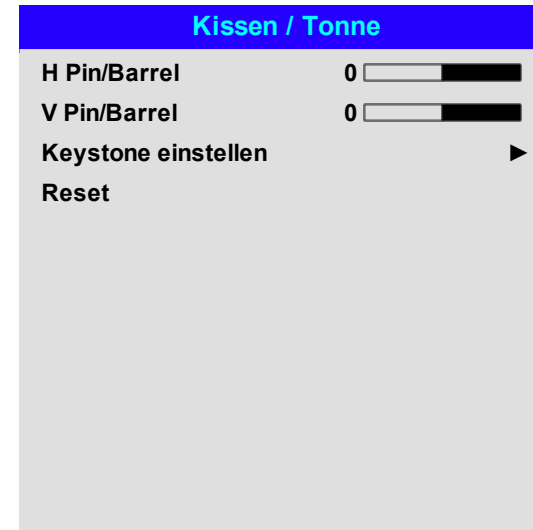 Kissen / Tonne
H Pin/Barrel 0
V Pin/Barrel 0
Keystone einstellen ►
Reset